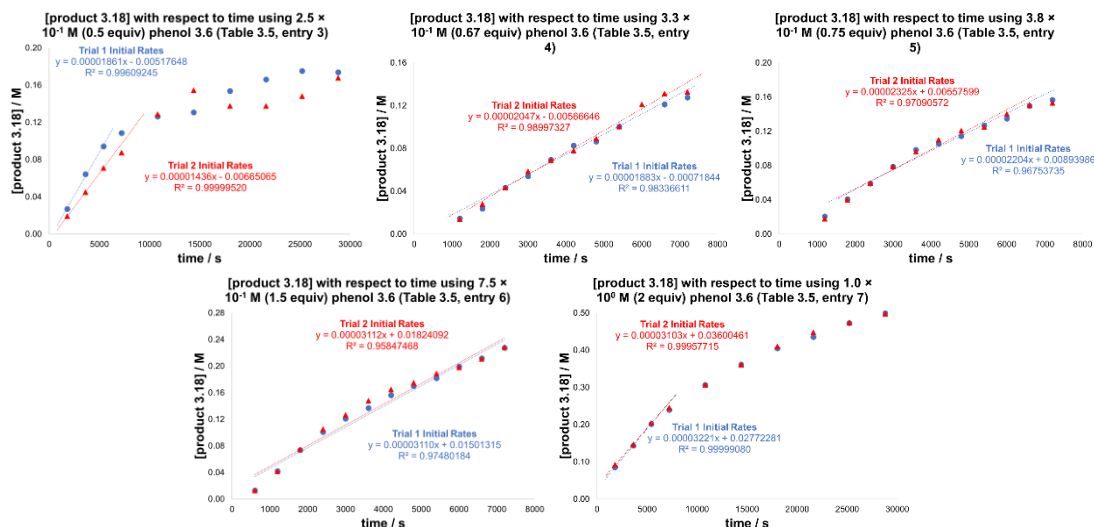 [product 3.18] with respect to time using 2.5 ×
10⁻¹ M (0.5 equiv) phenol 3.6 (Table 3.5, entry 3)
0.20
0.16
0.12
0.08
0.04
0.00
[product 3.18] / M
Trial 1 Initial Rates
y = 0.00001861x - 0.00517648
R² = 0.99609245
Trial 2 Initial Rates
y = 0.00001436x - 0.00665065
R² = 0.99999520
0 5000 10000 15000 20000 25000 30000
time / s
[product 3.18] with respect to time using 3.3 ×
10⁻¹ M (0.67 equiv) phenol 3.6 (Table 3.5, entry
4)
0.16
0.12
0.08
0.04
0.00
[product 3.18] / M
Trial 2 Initial Rates
y = 0.00002047x - 0.00566646
R² = 0.98997327
Trial 1 Initial Rates
y = 0.00001883x - 0.00071844
R² = 0.98336611
0 1000 2000 3000 4000 5000 6000 7000 8000
time / s
[product 3.18] with respect to time using 3.8 ×
10⁻¹ M (0.75 equiv) phenol 3.6 (Table 3.5, entry
5)
0.20
0.16
0.12
0.08
0.04
0.00
[product 3.18] / M
Trial 2 Initial Rates
y = 0.00002325x + 0.00557599
R² = 0.97090572
Trial 1 Initial Rates
y = 0.00002204x + 0.00893986
R² = 0.96753735
0 1000 2000 3000 4000 5000 6000 7000 8000
time / s
[product 3.18] with respect to time using 7.5 ×
10⁻¹ M (1.5 equiv) phenol 3.6 (Table 3.5, entry 6)
0.28
0.24
0.20
0.16
0.12
0.08
0.04
0.00
[product 3.18] / M
Trial 2 Initial Rates
y = 0.00003112x + 0.01824092
R² = 0.95847468
Trial 1 Initial Rates
y = 0.00003110x + 0.01501315
R² = 0.97480184
0 1000 2000 3000 4000 5000 6000 7000 8000
time / s
[product 3.18] with respect to time using 1.0 ×
10⁰ M (2 equiv) phenol 3.6 (Table 3.5, entry 7)
0.50
0.40
0.30
0.20
0.10
0.00
[product 3.18] / M
Trial 2 Initial Rates
y = 0.00003103x + 0.03600461
R² = 0.99957715
Trial 1 Initial Rates
y = 0.00003221x + 0.02772281
R² = 0.99999080
0 5000 10000 15000 20000 25000 30000
time / s